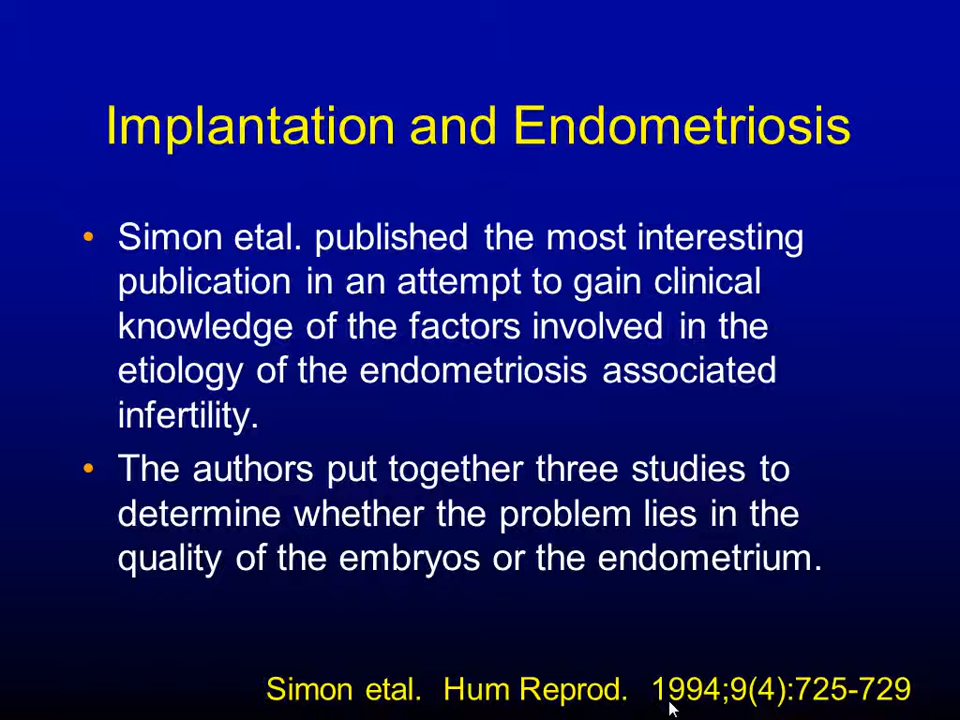 Implantation and Endometriosis
• Simon etal. published the most interesting
publication in an attempt to gain clinical
knowledge of the factors involved in the
etiology of the endometriosis associated
infertility.
• The authors put together three studies to
determine whether the problem lies in the
quality of the embryos or the endometrium.
Simon etal. Hum Reprod. 1994;9(4):725-729